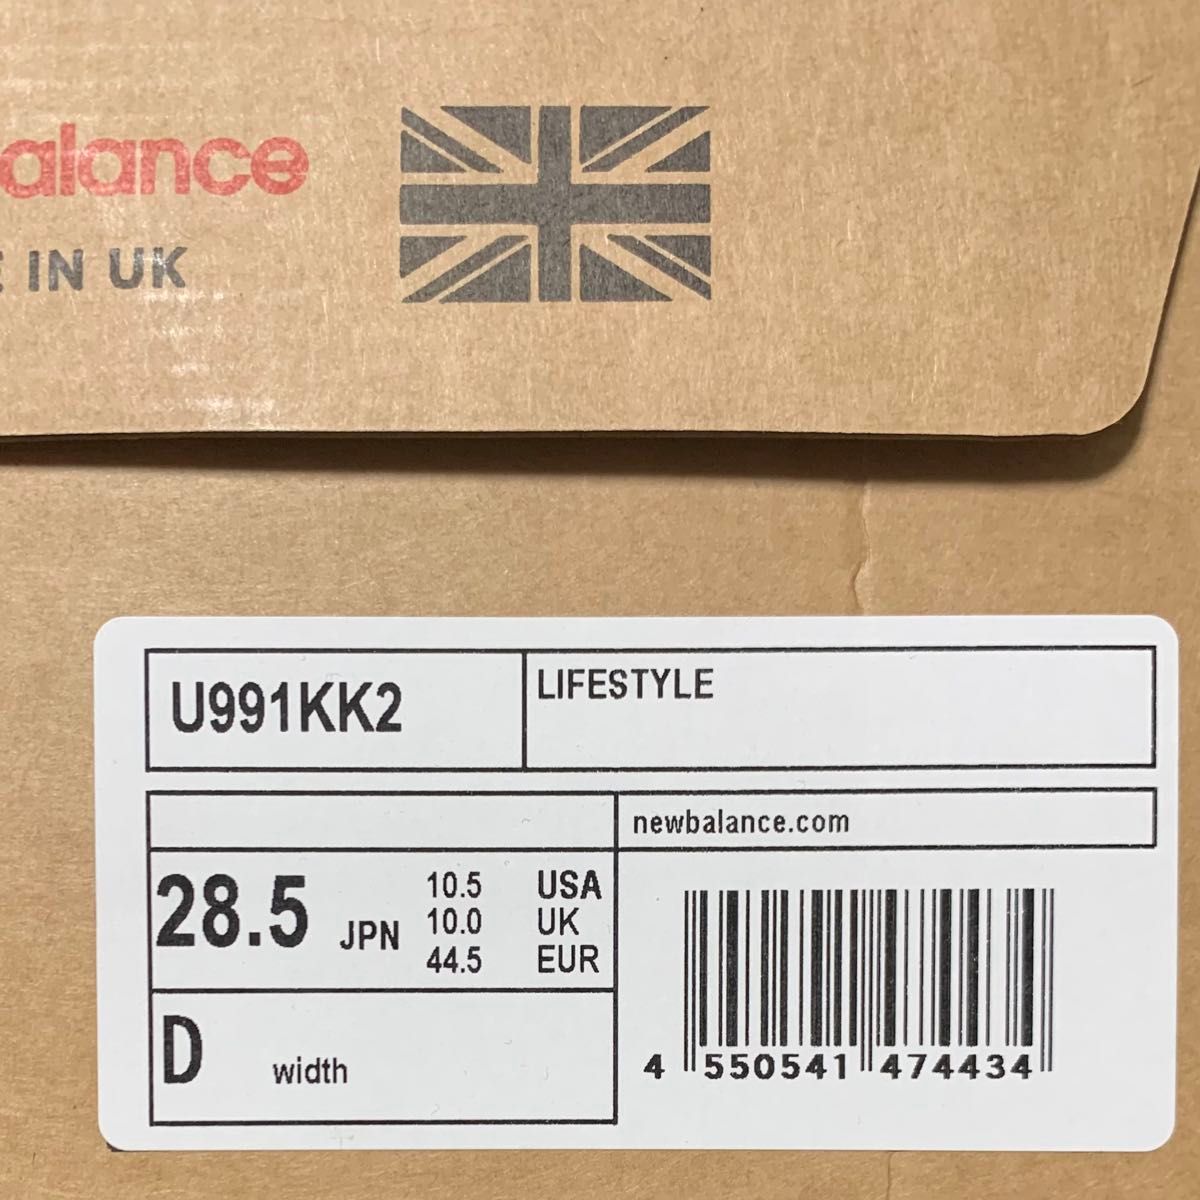 alance
IN UK
U991KK2
LIFESTYLE
newbalance.com
28.5 JPN
10.5 USA
10.0 UK
44.5 EUR
D width
4 550541 474434